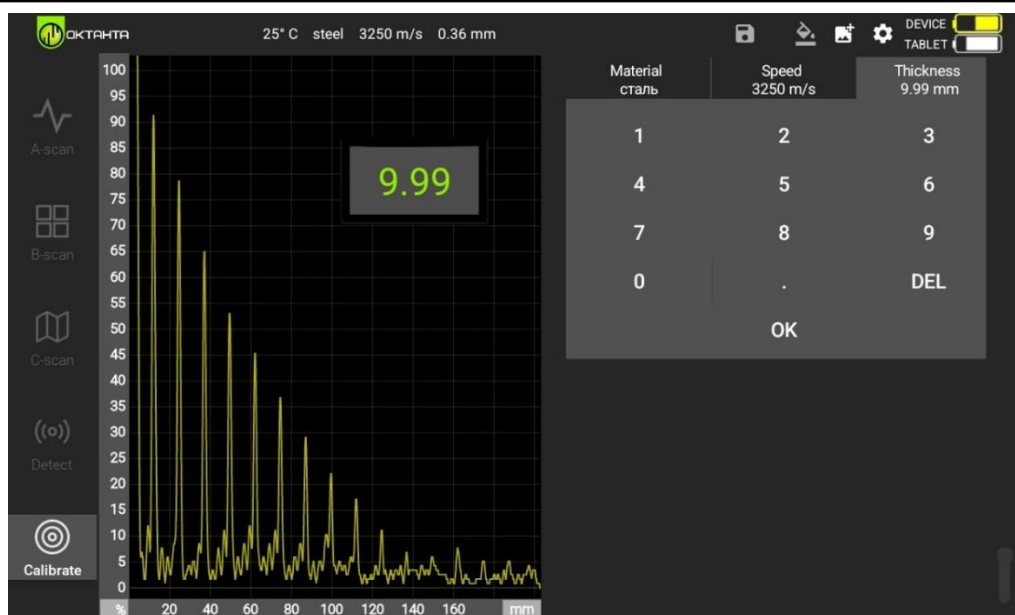 ОКТАНТА
25° C steel 3250 m/s 0.36 mm
DEVICE
TABLET
A-scan
B-scan
C-scan
((o))
Detect
Calibrate
100
95
90
85
80
75
70
65
60
55
50
45
40
35
30
25
20
15
10
5
0
% 20 40 60 80 100 120 140 160 mm
9.99
Material Speed Thickness
сталь 3250 m/s 9.99 mm
1 2 3
4 5 6
7 8 9
0 . DEL
OK